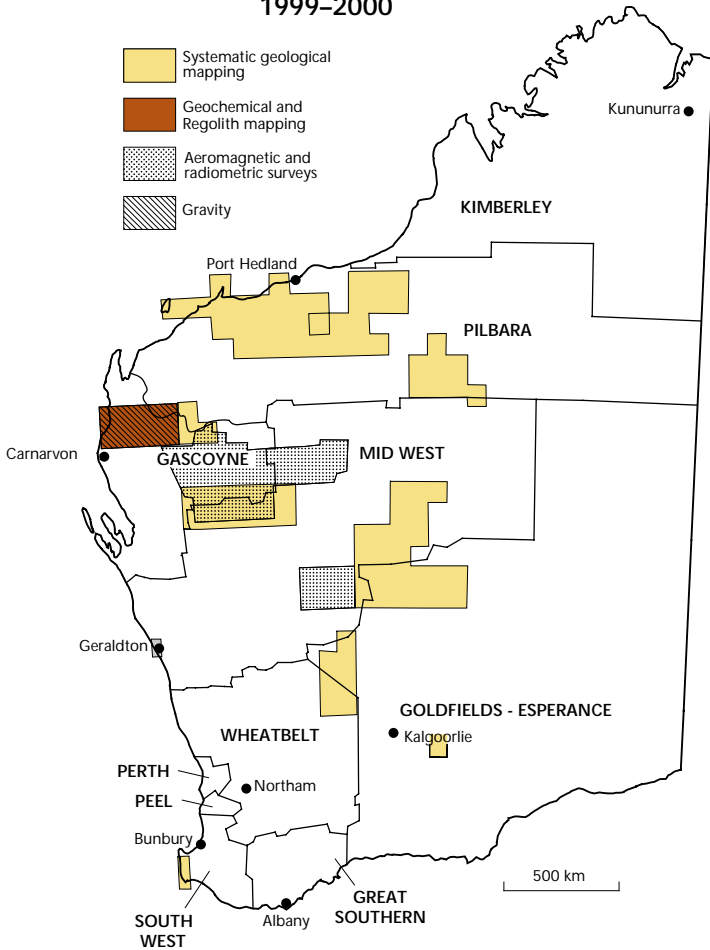 1999–2000
Systematic geological
mapping
Geochemical and
Regolith mapping
Aeromagnetic and
radiometric surveys
Gravity
Kununurra
KIMBERLEY
Port Hedland
PILBARA
Carnarvon
GASCOYNE
MID WEST
Geraldton
GOLDFIELDS - ESPERANCE
WHEATBELT
Kalgoorlie
PERTH
Northam
PEEL
Bunbury
500 km
GREAT
SOUTHERN
SOUTH
WEST
Albany